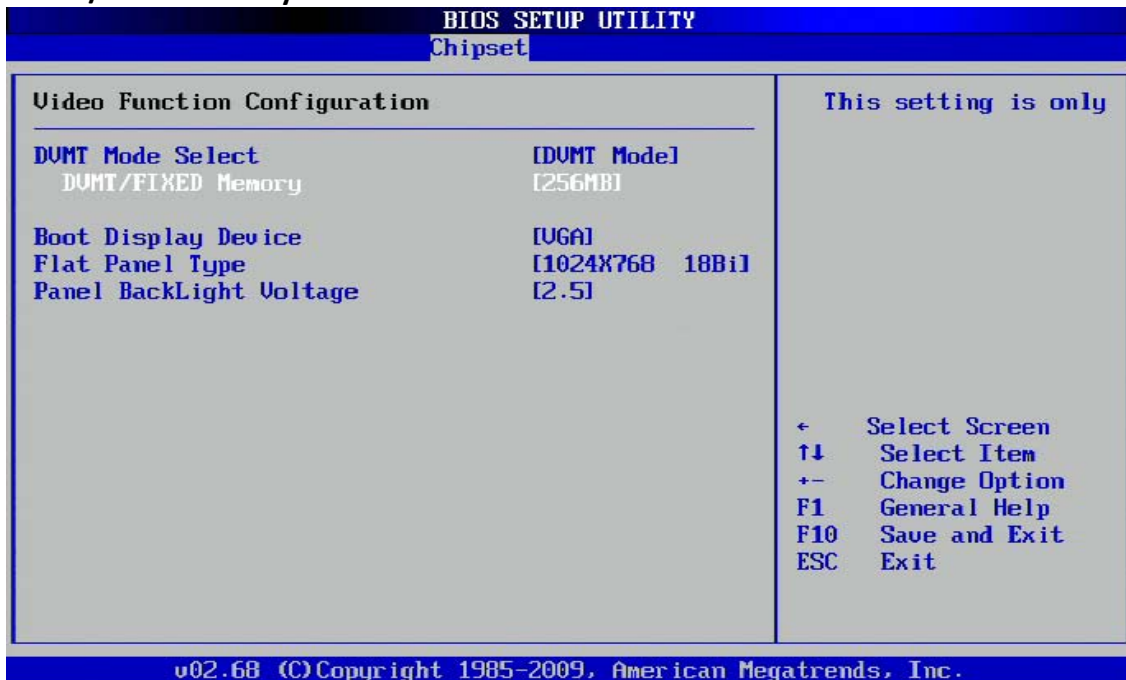 BIOS SETUP UTILITY
Chipset
Video Function Configuration
DVMT Mode Select [DVMT Mode]
DVMT/FIXED Memory [256MB]
Boot Display Device [VGA]
Flat Panel Type [1024X768 18Bi]
Panel BackLight Voltage [2.5]
This setting is only
← Select Screen
↑↓ Select Item
+- Change Option
F1 General Help
F10 Save and Exit
ESC Exit
v02.68 (C)Copyright 1985-2009, American Megatrends, Inc.